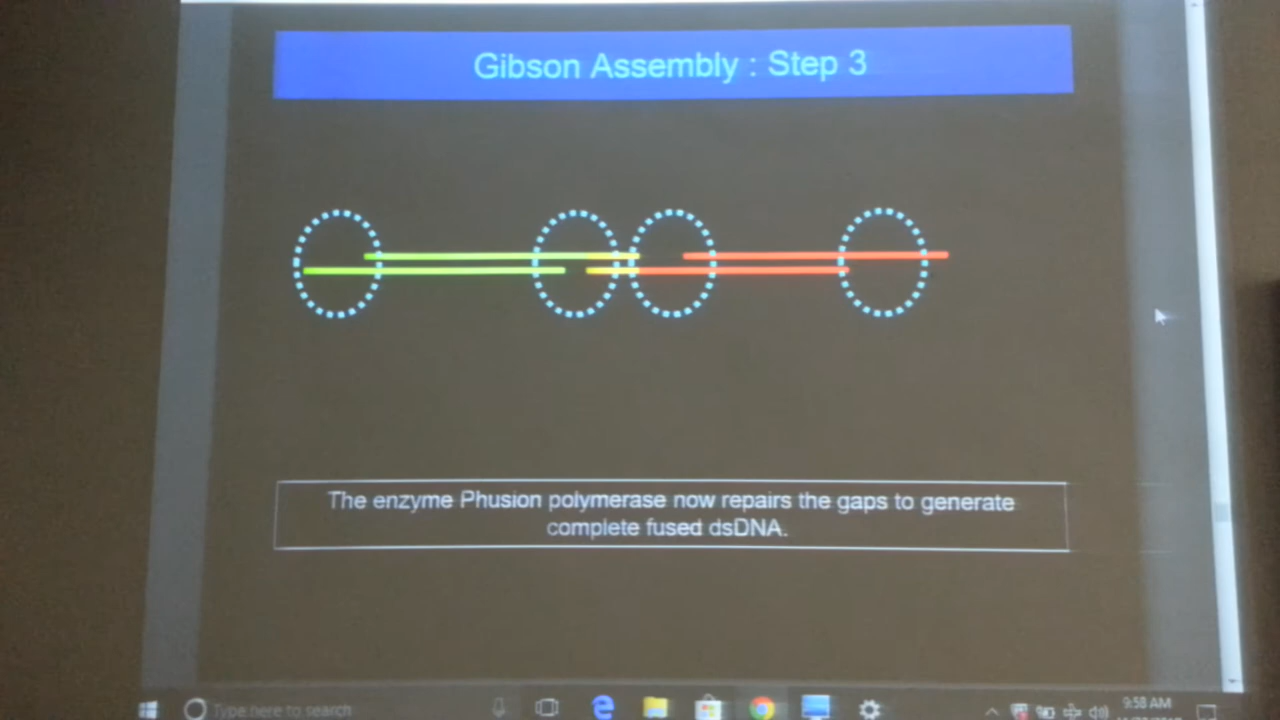 Gibson Assembly : Step 3
The enzyme Phusion polymerase now repairs the gaps to generate
complete fused dsDNA.
Type here to search
9:58 AM